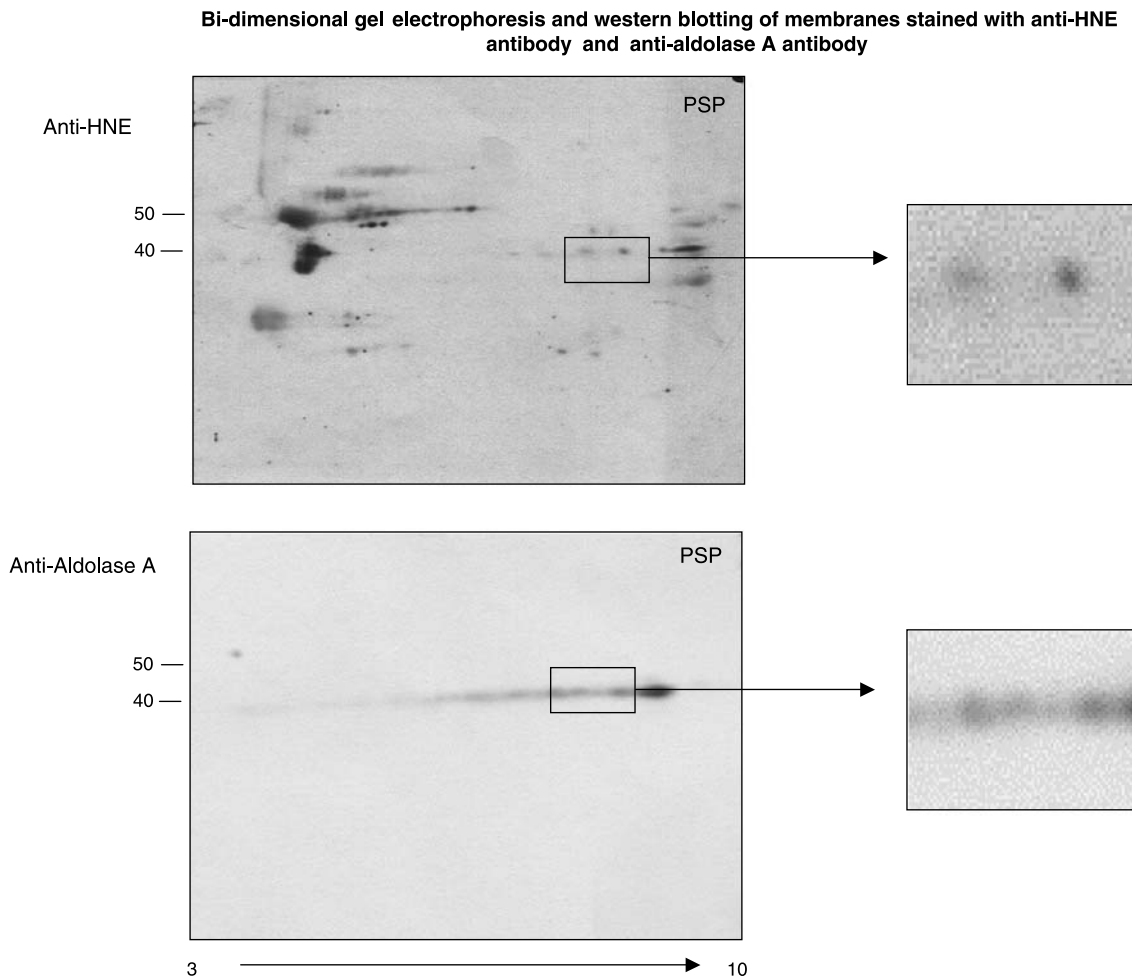 Bi-dimensional gel electrophoresis and western blotting of membranes stained with anti-HNE
antibody and anti-aldolase A antibody
PSP
Anti-HNE
50
40
PSP
Anti-Aldolase A
50
40
3
10